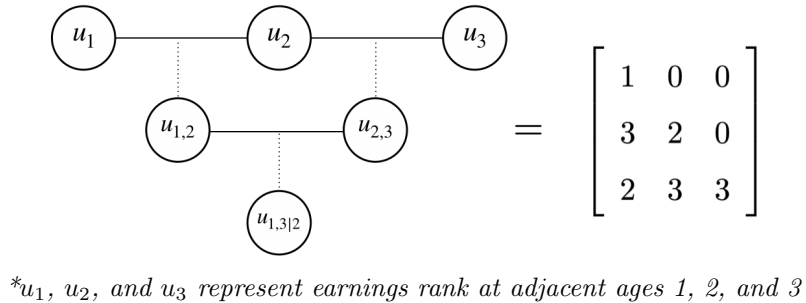 u₁ u₂ u₃
u₁,₂ u₂,₃
u₁,₃|₂
=
1 0 0
3 2 0
2 3 3
*u₁, u₂, and u₃ represent earnings rank at adjacent ages 1, 2, and 3